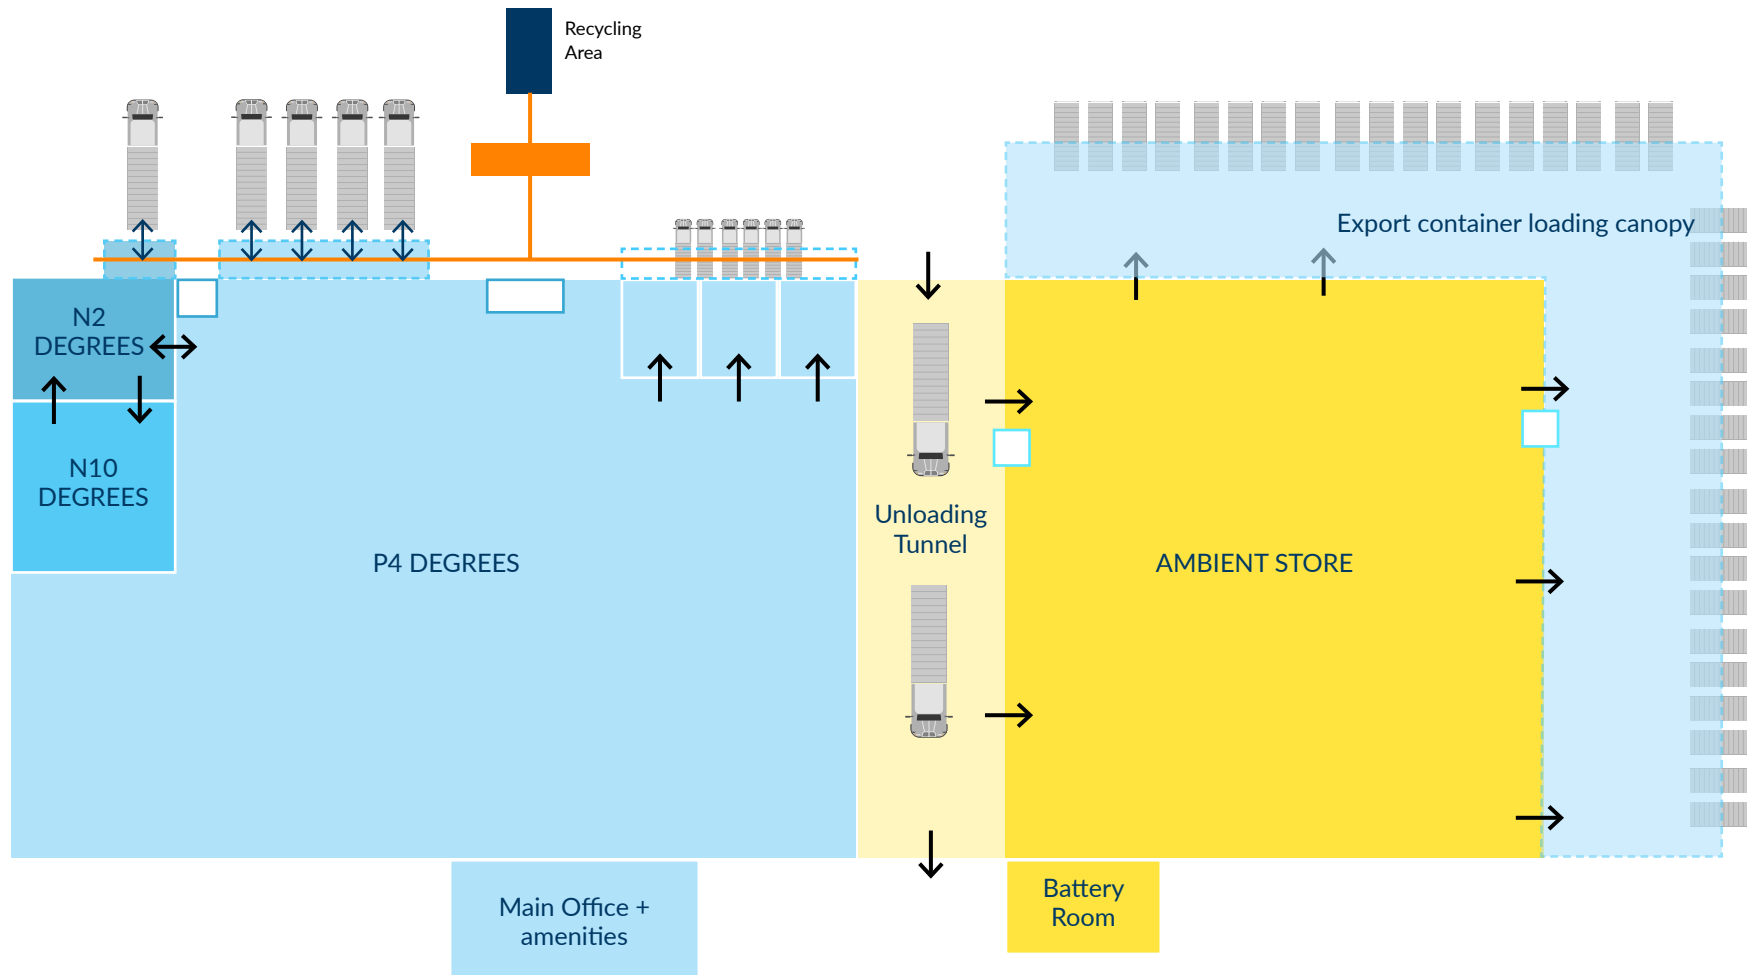 Recycling
Area
Export container loading canopy
N2
DEGREES
N10
DEGREES
P4 DEGREES
Unloading
Tunnel
AMBIENT STORE
Main Office +
amenities
Battery
Room